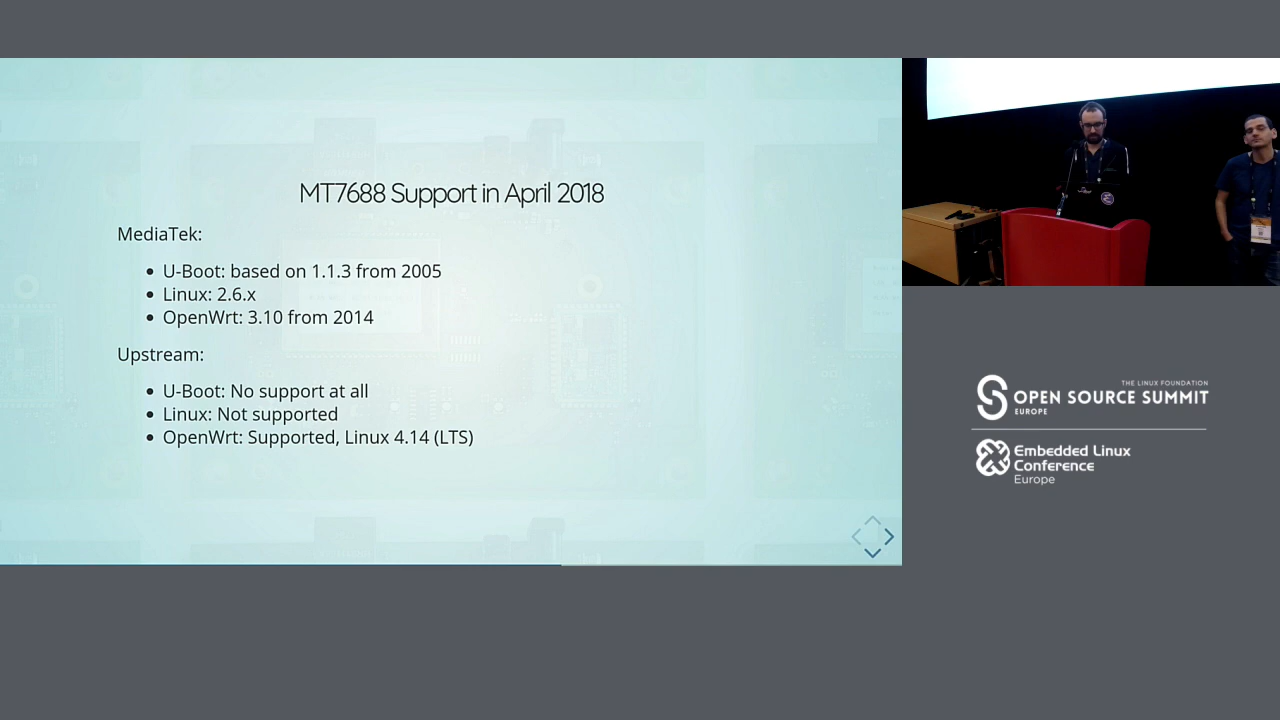 MT7688 Support in April 2018
MediaTek:
U-Boot: based on 1.1.3 from 2005
Linux: 2.6.x
OpenWrt: 3.10 from 2014
Upstream:
U-Boot: No support at all
Linux: Not supported
OpenWrt: Supported, Linux 4.14 (LTS)
THE LINUX FOUNDATION
OPEN SOURCE SUMMIT
EUROPE
Embedded Linux
Conference
Europe